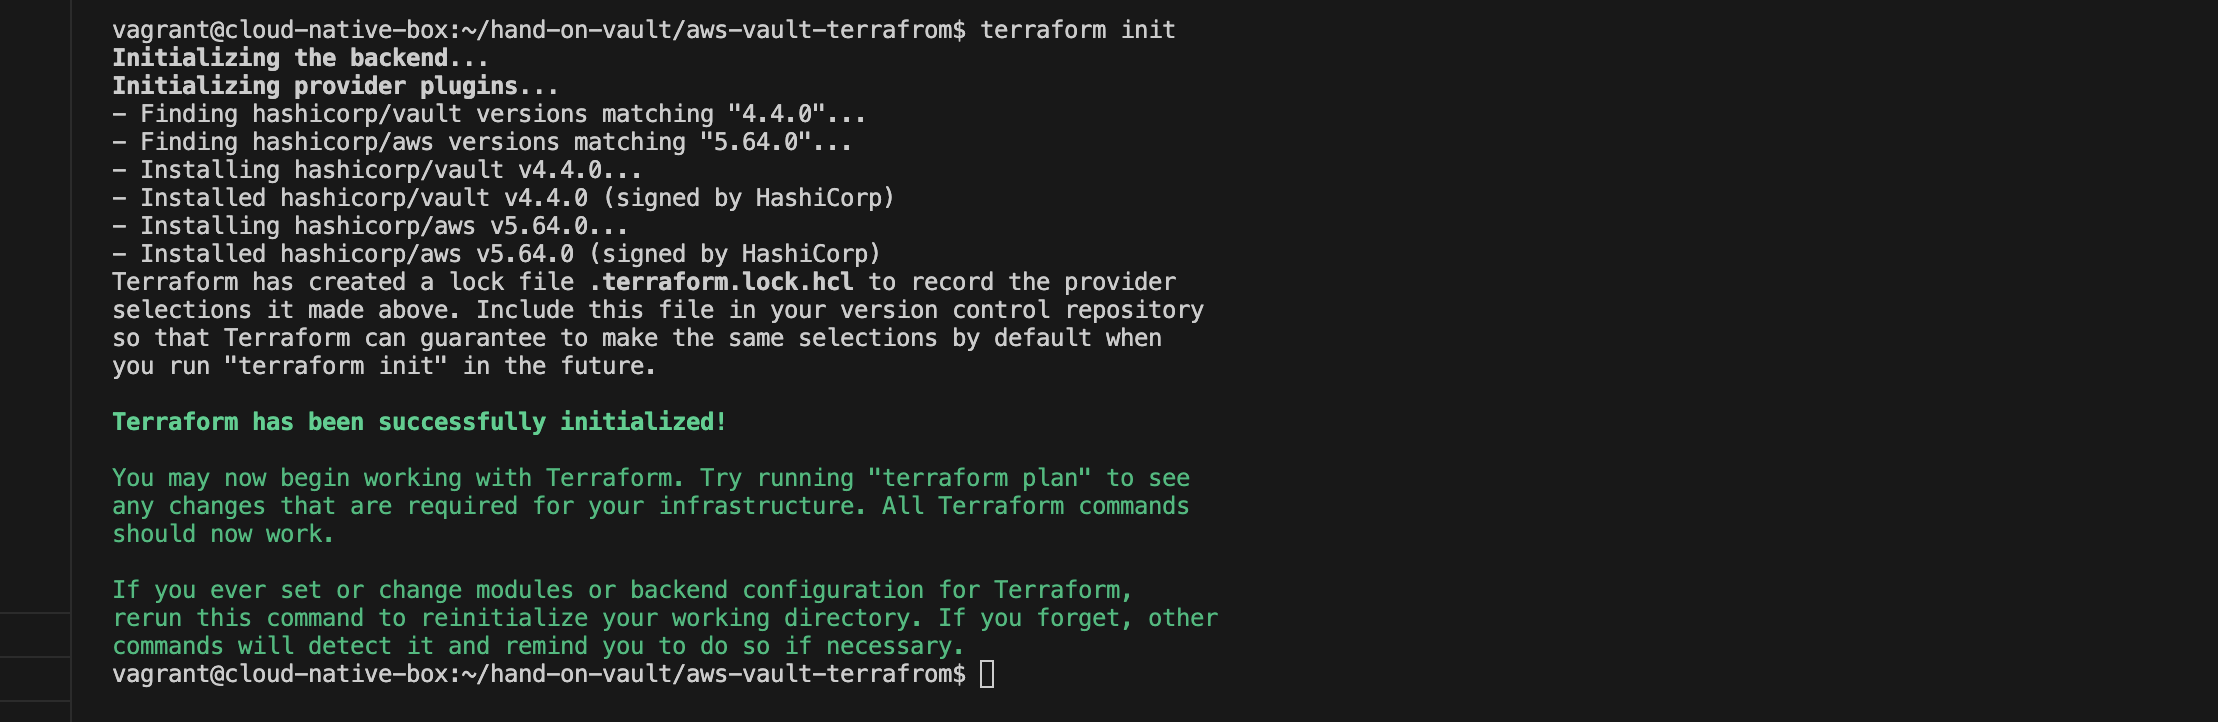 vagrant@cloud-native-box:~/hand-on-vault/aws-vault-terrafrom$ terraform init
Initializing the backend...
Initializing provider plugins...
- Finding hashicorp/vault versions matching "4.4.0"...
- Finding hashicorp/aws versions matching "5.64.0"...
- Installing hashicorp/vault v4.4.0...
- Installed hashicorp/vault v4.4.0 (signed by HashiCorp)
- Installing hashicorp/aws v5.64.0...
- Installed hashicorp/aws v5.64.0 (signed by HashiCorp)
Terraform has created a lock file .terraform.lock.hcl to record the provider
selections it made above. Include this file in your version control repository
so that Terraform can guarantee to make the same selections by default when
you run "terraform init" in the future.
Terraform has been successfully initialized!
You may now begin working with Terraform. Try running "terraform plan" to see
any changes that are required for your infrastructure. All Terraform commands
should now work.
If you ever set or change modules or backend configuration for Terraform,
rerun this command to reinitialize your working directory. If you forget, other
commands will detect it and remind you to do so if necessary.
vagrant@cloud-native-box:~/hand-on-vault/aws-vault-terrafrom$